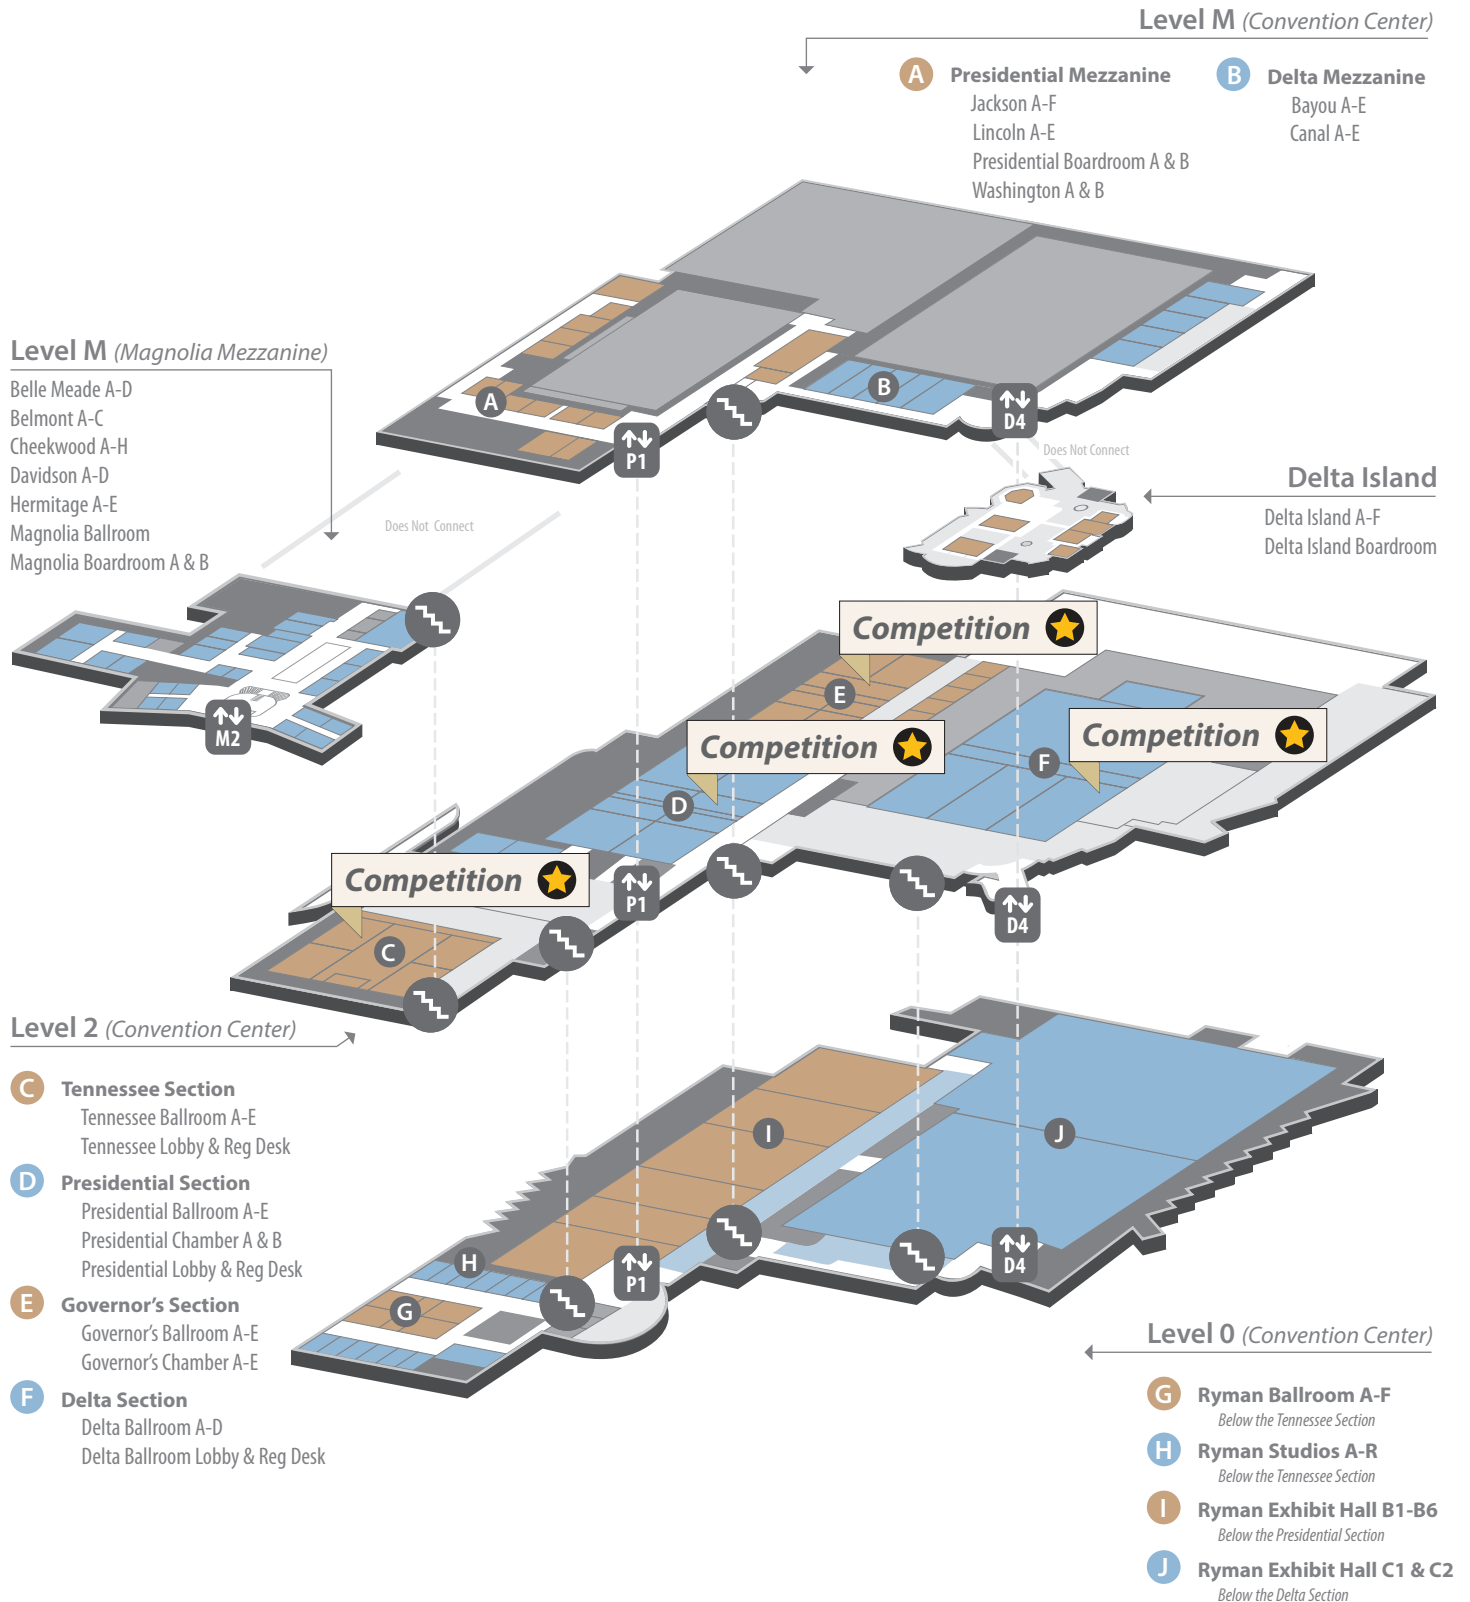 Level M (Convention Center)
A Presidential Mezzanine
Jackson A-F
Lincoln A-E
Presidential Boardroom A & B
Washington A & B
B Delta Mezzanine
Bayou A-E
Canal A-E
Level M (Magnolia Mezzanine)
Belle Meade A-D
Belmont A-C
Cheekwood A-H
Davidson A-D
Hermitage A-E
Magnolia Ballroom
Magnolia Boardroom A & B
A
B
P1
D4
Does Not Connect
Does Not Connect
Delta Island
Delta Island A-F
Delta Island Boardroom
M2
Competition
E
Competition
Competition
F
D
Competition
P1
D4
C
Level 2 (Convention Center)
C Tennessee Section
Tennessee Ballroom A-E
Tennessee Lobby & Reg Desk
D Presidential Section
Presidential Ballroom A-E
Presidential Chamber A & B
Presidential Lobby & Reg Desk
E Governor's Section
Governor's Ballroom A-E
Governor's Chamber A-E
F Delta Section
Delta Ballroom A-D
Delta Ballroom Lobby & Reg Desk
I
J
H
P1
D4
G
Level 0 (Convention Center)
G Ryman Ballroom A-F
Below the Tennessee Section
H Ryman Studios A-R
Below the Tennessee Section
I Ryman Exhibit Hall B1-B6
Below the Presidential Section
J Ryman Exhibit Hall C1 & C2
Below the Delta Section